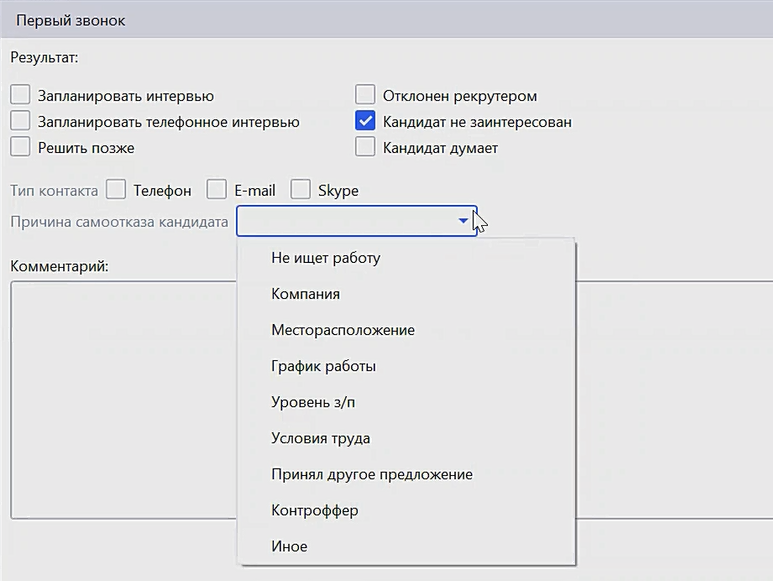 Первый звонок
Результат:
Запланировать интервью
Отклонен рекрутером
Запланировать телефонное интервью
Кандидат не заинтересован
Решить позже
Кандидат думает
Тип контакта Телефон E-mail Skype
Причина самоотказа кандидата
Не ищет работу
Комментарий:
Компания
Месторасположение
График работы
Уровень з/п
Условия труда
Принял другое предложение
Контроффер
Иное